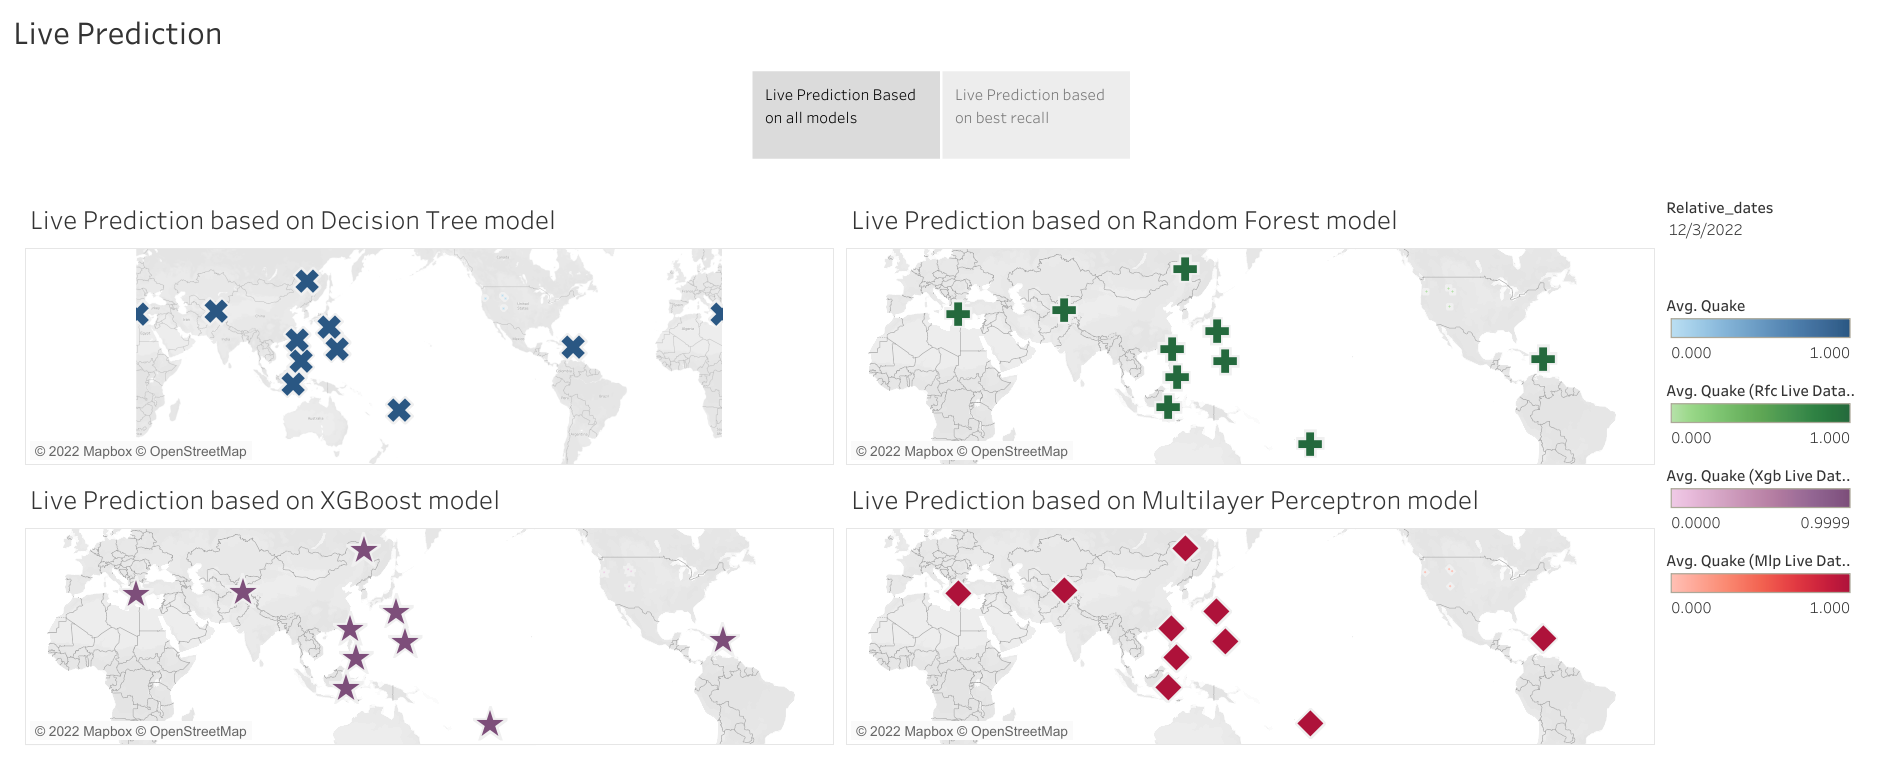 Live Prediction
Live Prediction Based
on all models
Live Prediction based
on best recall
Live Prediction based on Decision Tree model
© 2022 Mapbox © OpenStreetMap
Live Prediction based on Random Forest model
© 2022 Mapbox © OpenStreetMap
Live Prediction based on XGBoost model
© 2022 Mapbox © OpenStreetMap
Live Prediction based on Multilayer Perceptron model
© 2022 Mapbox © OpenStreetMap
Relative_dates
12/3/2022
Avg. Quake
0.000 1.000
Avg. Quake (Rfc Live Data..
0.000 1.000
Avg. Quake (Xgb Live Dat..
0.0000 0.9999
Avg. Quake (Mlp Live Dat..
0.000 1.000